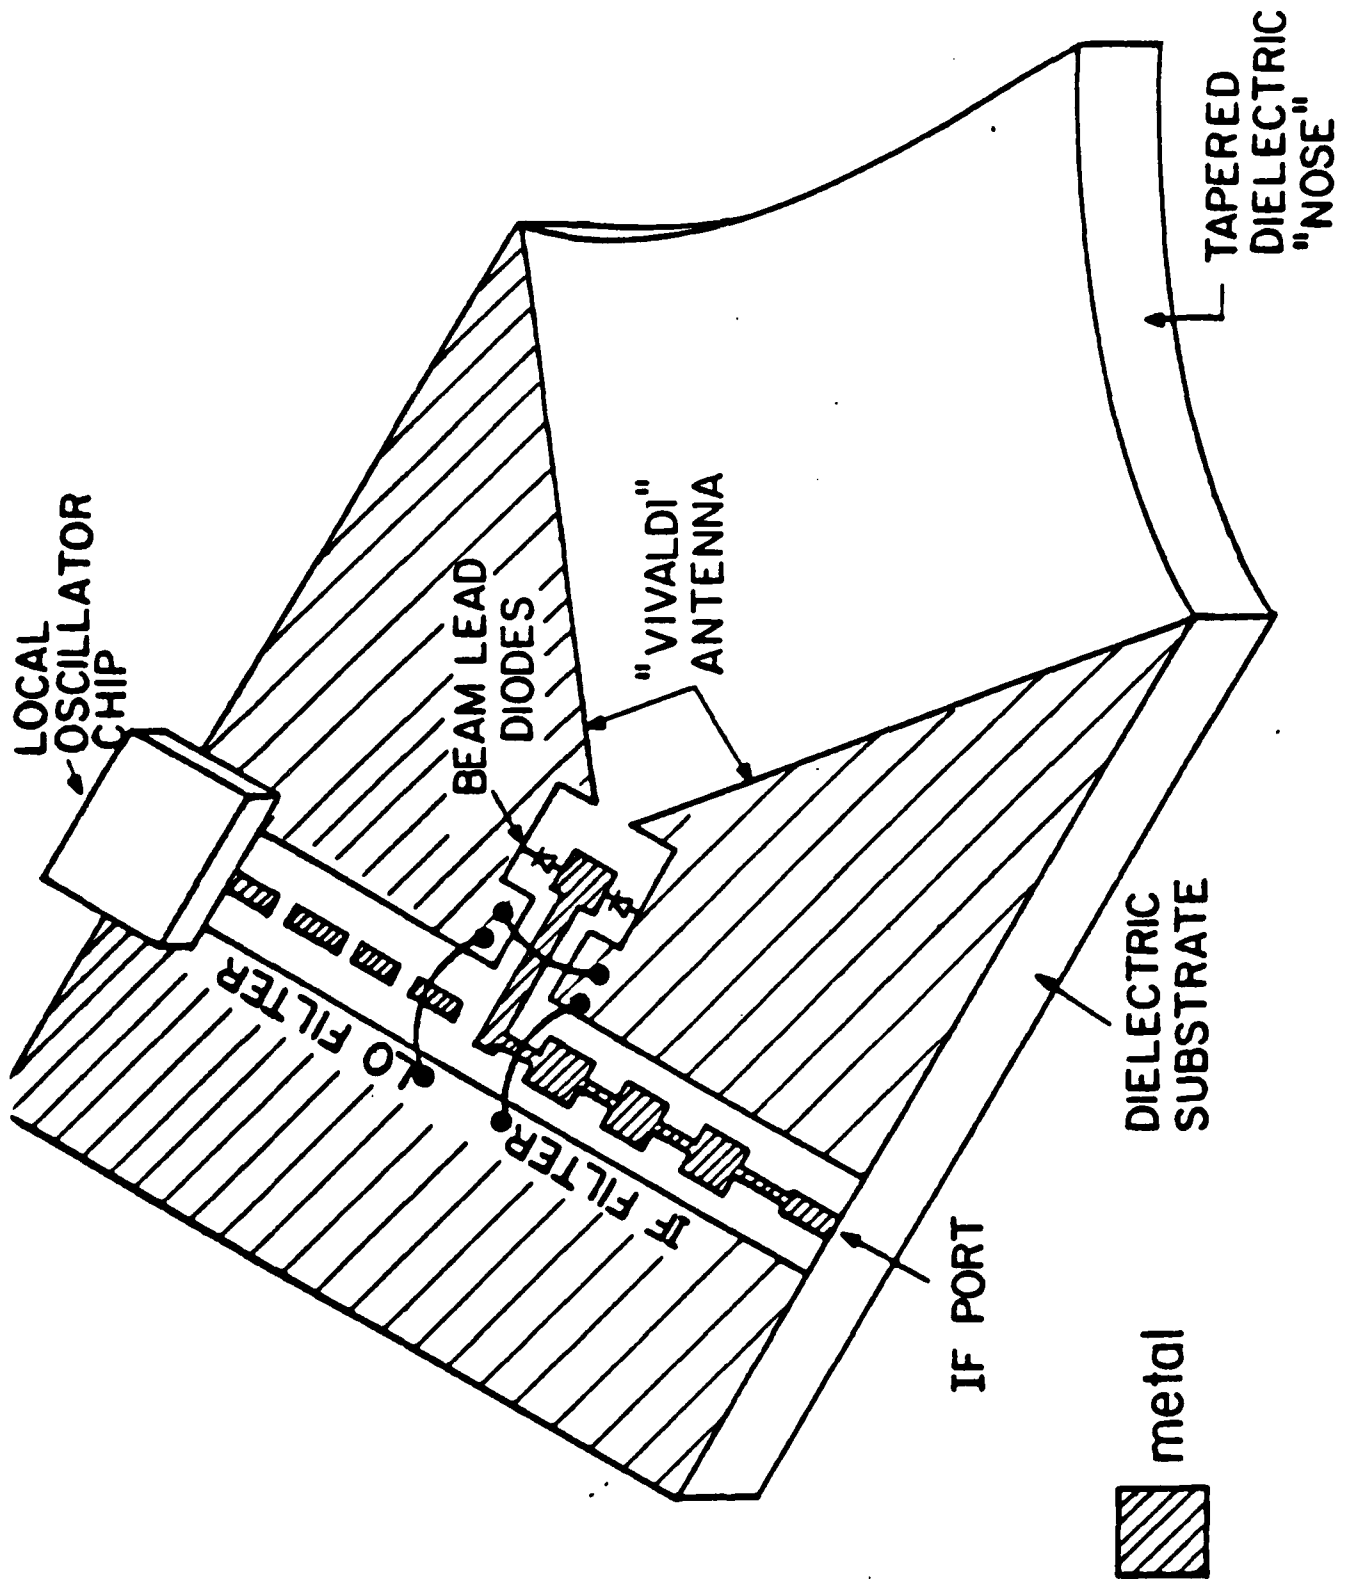 LOCAL
OSCILLATOR
CHIP
BEAM LEAD
DIODES
"VIVALDI"
ANTENNA
TAPERED
DIELECTRIC
"NOSE"
LO FILTER
IF FILTER
DIELECTRIC
SUBSTRATE
IF PORT
metal